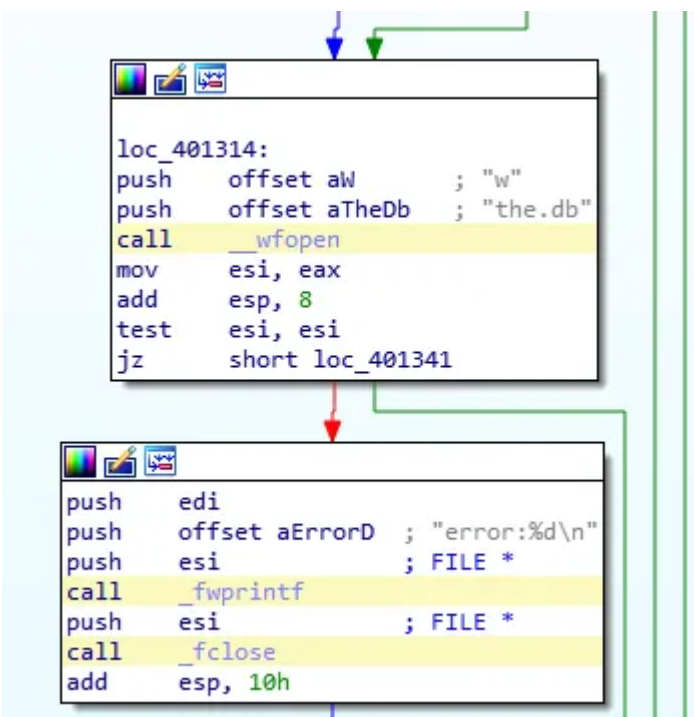 loc_401314:
push offset aW ; "w"
push offset aTheDb ; "the.db"
call __wfopen
mov esi, eax
add esp, 8
test esi, esi
jz short loc_401341
push edi
push offset aErrorD ; "error:%d\n"
push esi ; FILE *
call _fwprintf
push esi ; FILE *
call _fclose
add esp, 10h